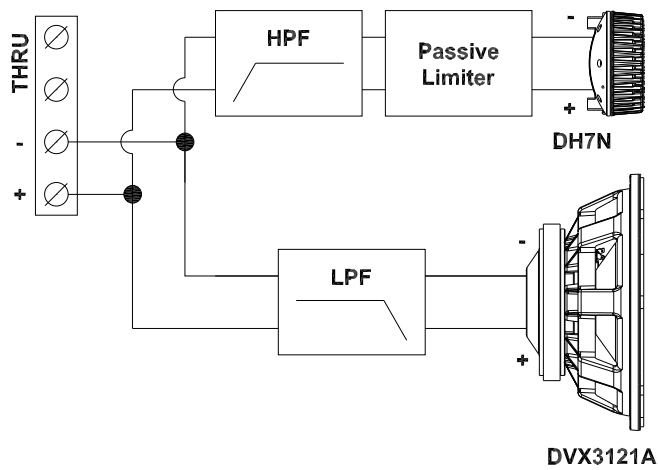 THRU
-
+
HPF
Passive
Limiter
-
+
DH7N
LPF
-
+
DVX3121A